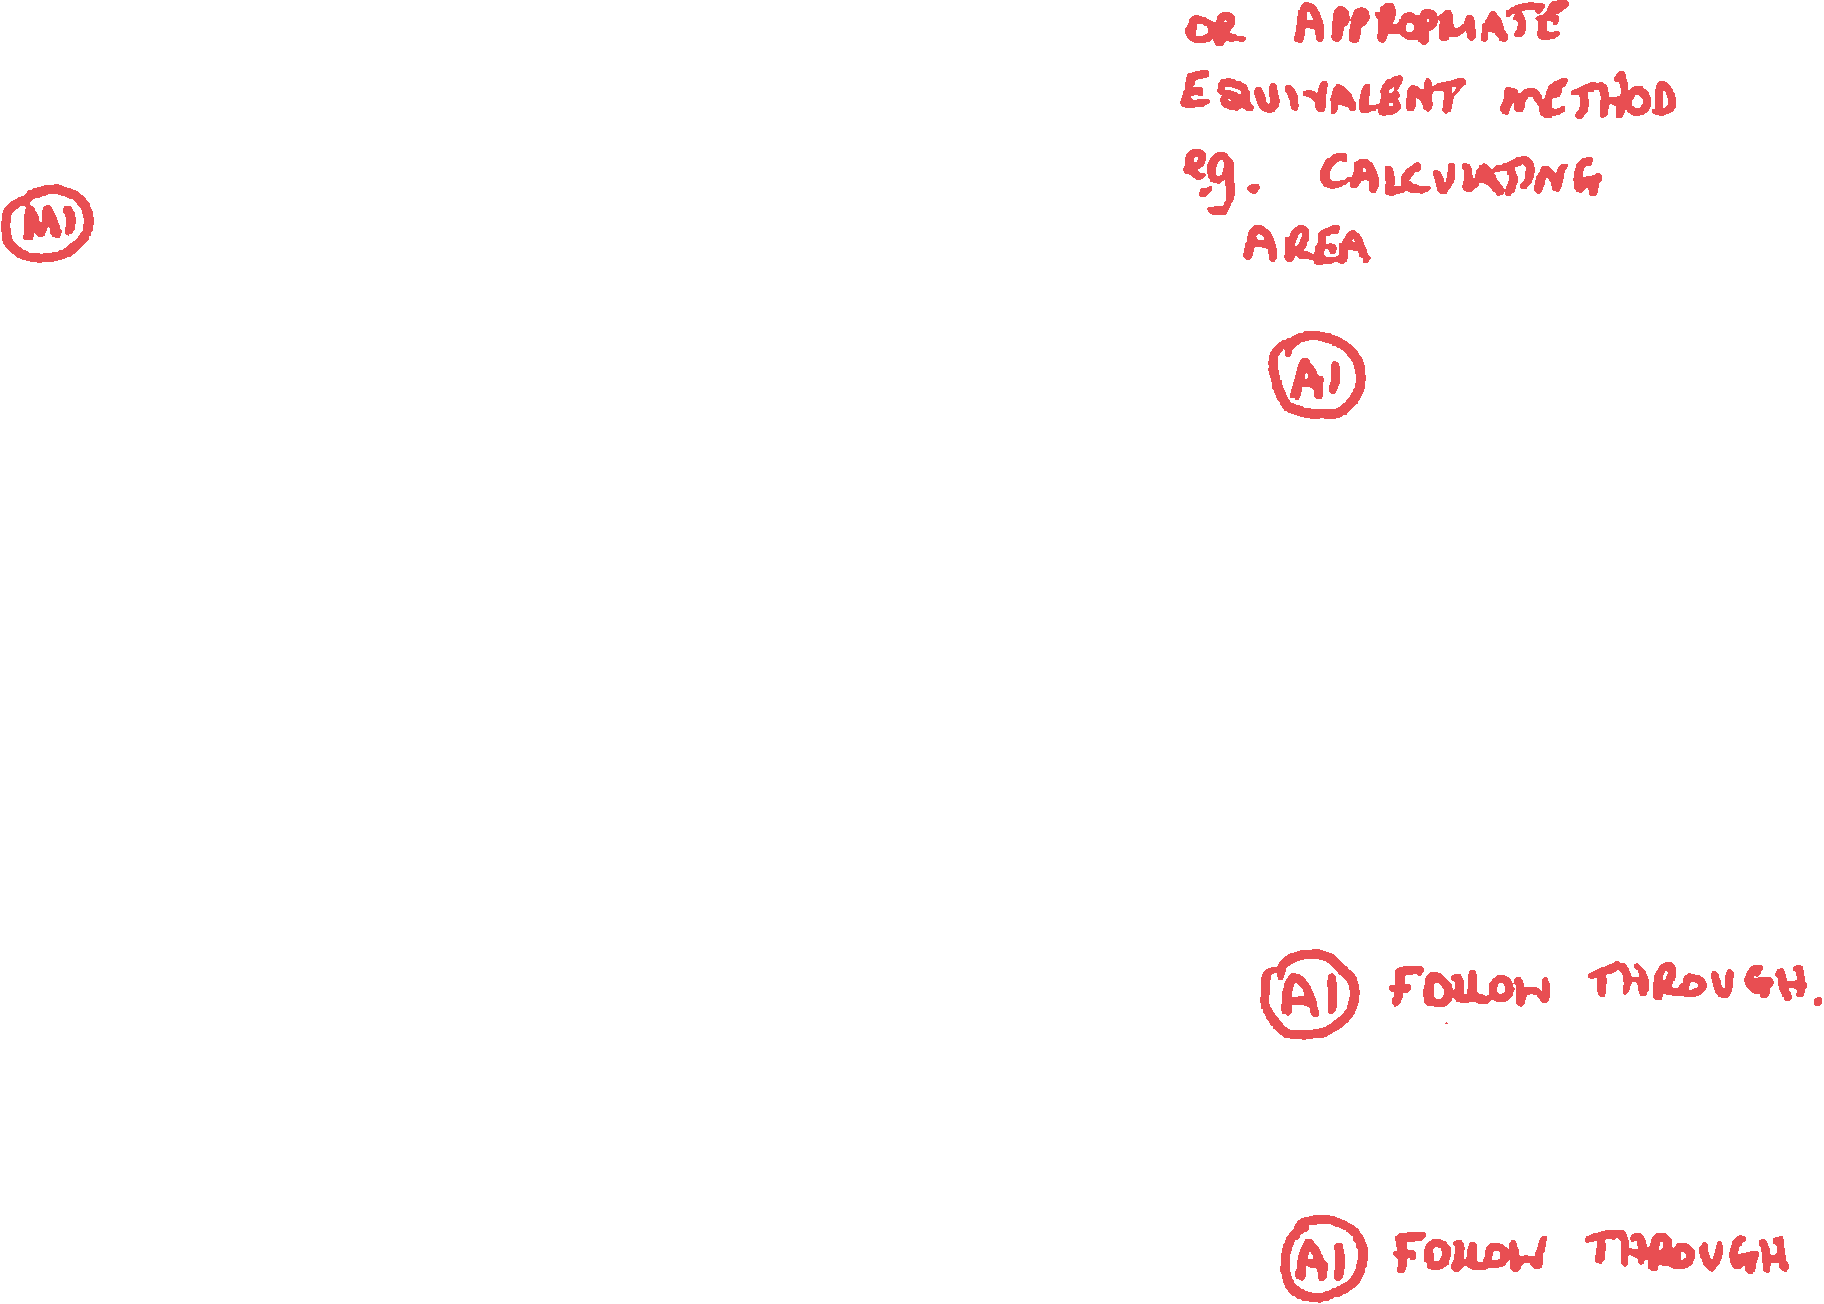 OR APPROPRIATE
EQUIVALENT METHOD
eg. CALCULATING
M1
AREA
A1
A1 FOLLOW THROUGH.
A1 FOLLOW THROUGH